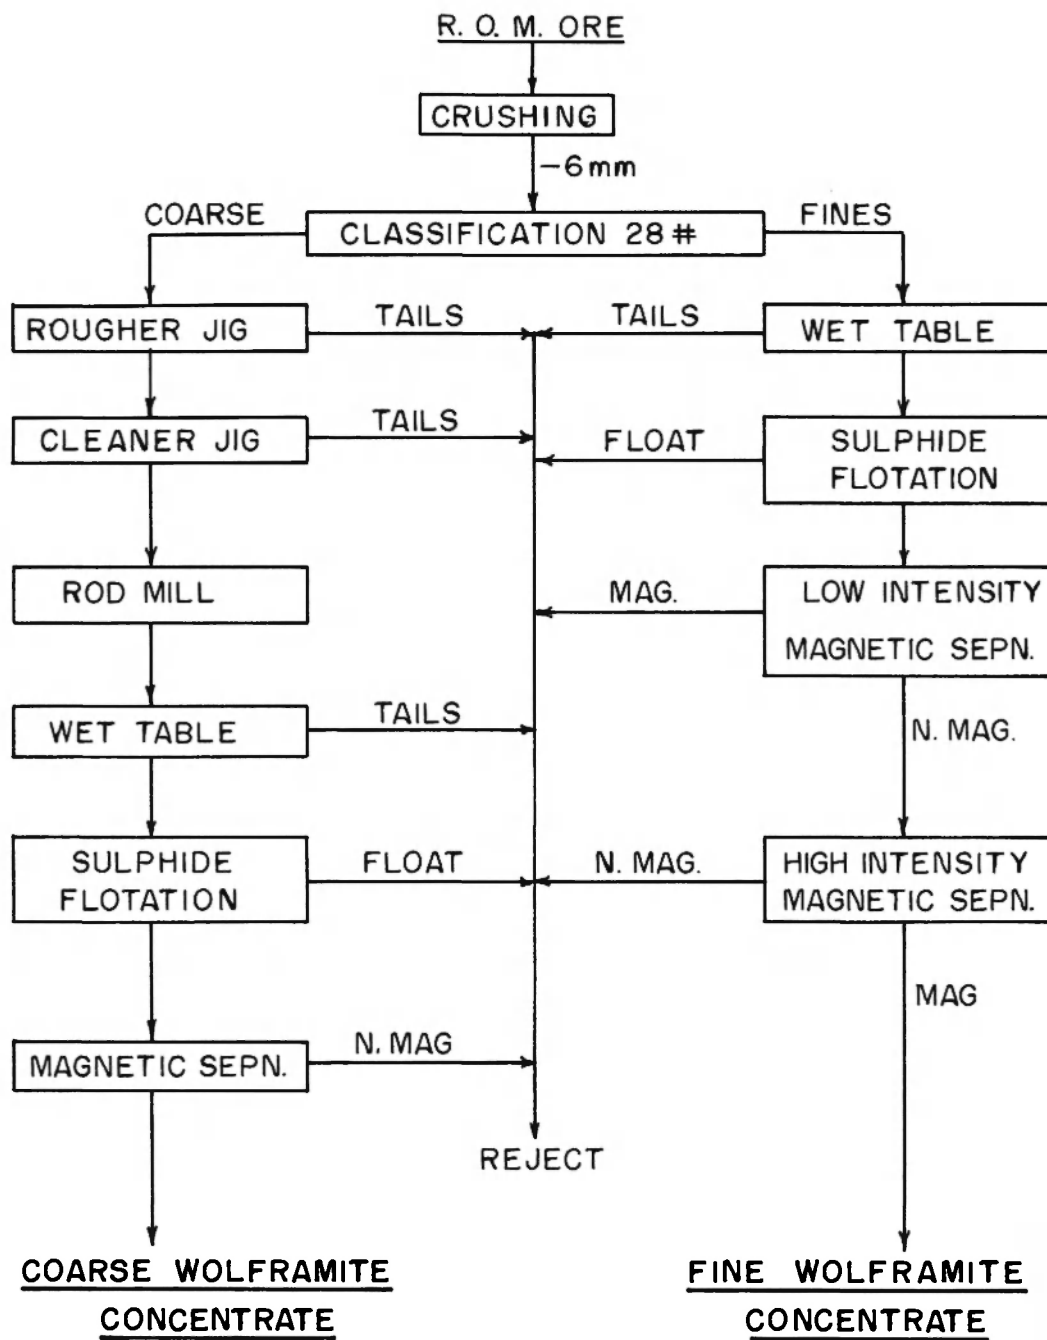 R. O. M. ORE
CRUSHING
-6mm
COARSE
FINES
CLASSIFICATION 28#
ROUGHER JIG
TAILS
TAILS
WET TABLE
CLEANER JIG
TAILS
FLOAT
SULPHIDE
FLOTATION
ROD MILL
MAG.
LOW INTENSITY
MAGNETIC SEPN.
WET TABLE
TAILS
N. MAG.
SULPHIDE
FLOTATION
FLOAT
N. MAG.
HIGH INTENSITY
MAGNETIC SEPN.
MAG
MAGNETIC SEPN.
N. MAG
REJECT
COARSE WOLFRAMITE
CONCENTRATE
FINE WOLFRAMITE
CONCENTRATE